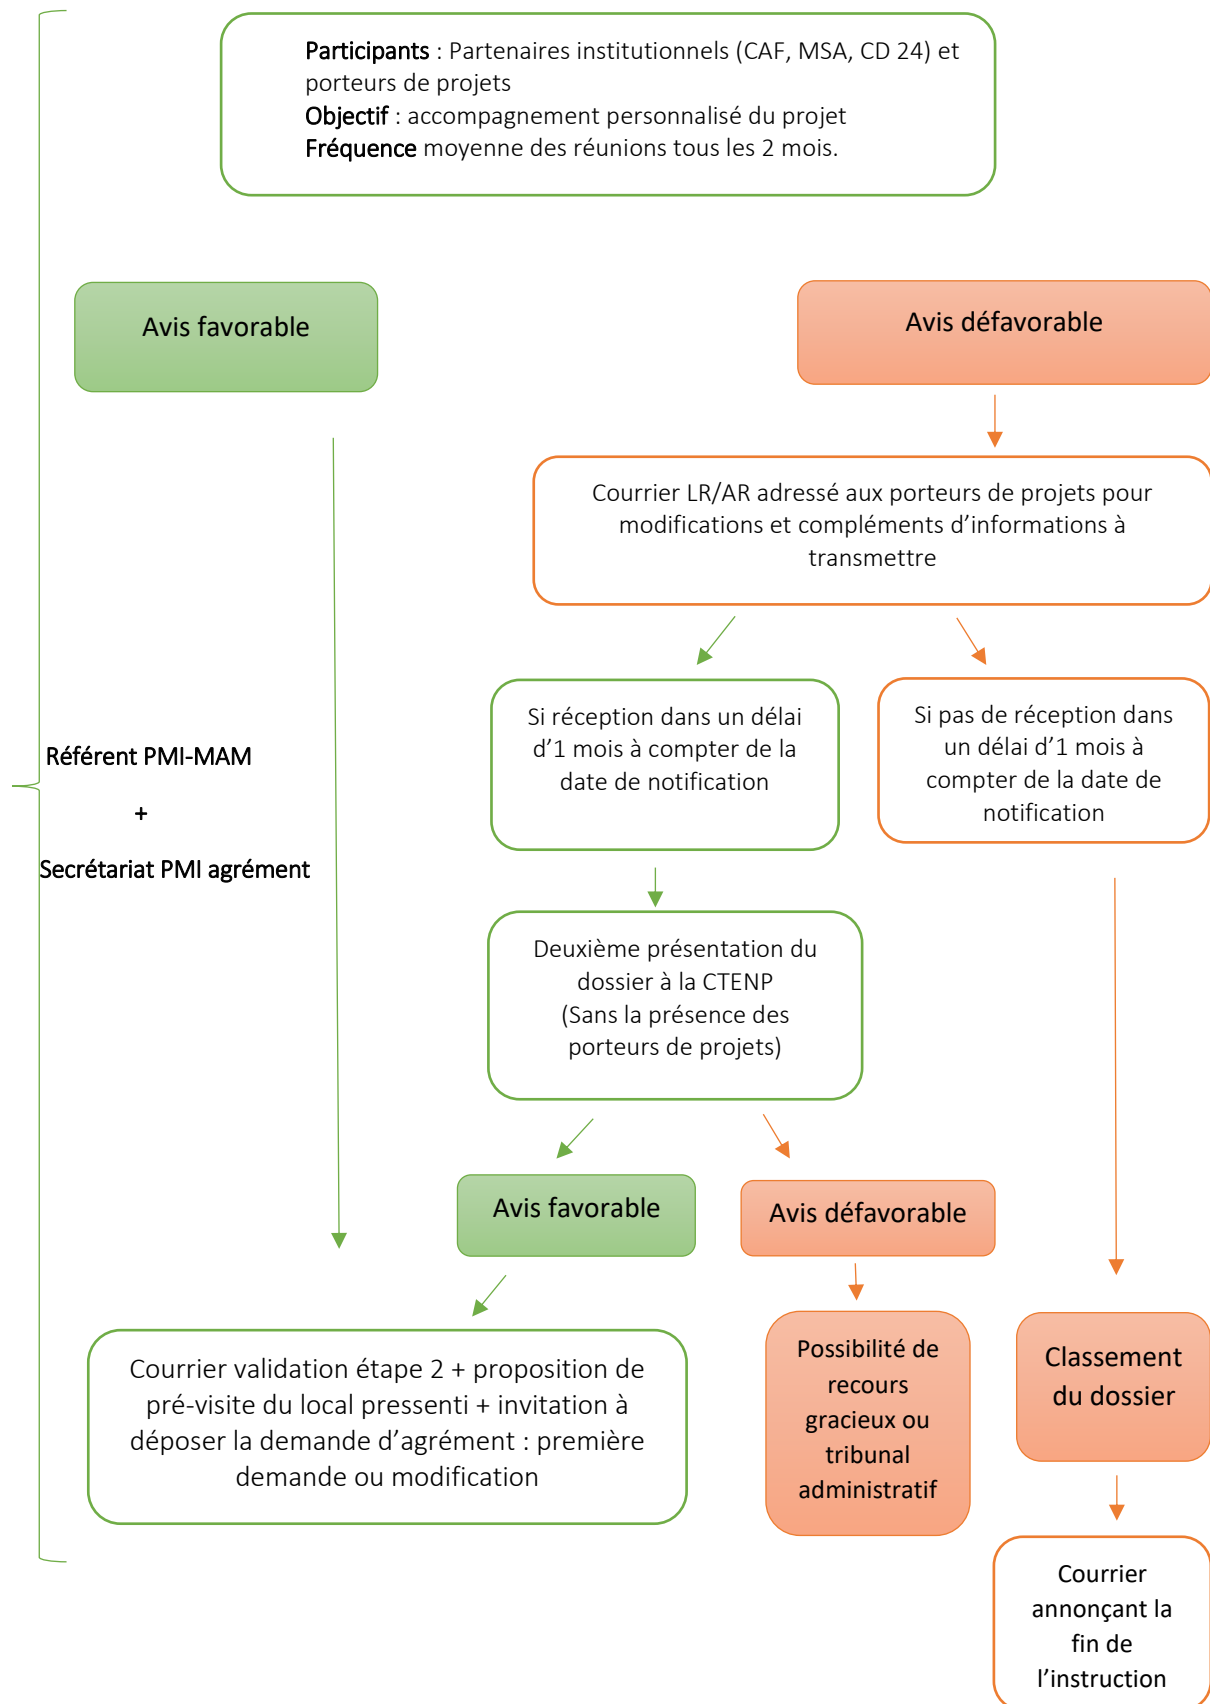 Participants : Partenaires institutionnels (CAF, MSA, CD 24) et
porteurs de projets
Objectif : accompagnement personnalisé du projet
Fréquence moyenne des réunions tous les 2 mois.
Avis favorable
Avis défavorable
Courrier LR/AR adressé aux porteurs de projets pour
modifications et compléments d’informations à
transmettre
Si réception dans un délai
d’1 mois à compter de la
date de notification
Si pas de réception dans
un délai d’1 mois à
compter de la date de
notification
Référent PMI-MAM
+
Secrétariat PMI agrément
Deuxième présentation du
dossier à la CTENP
(Sans la présence des
porteurs de projets)
Avis favorable
Avis défavorable
Courrier validation étape 2 + proposition de
pré-visite du local pressenti + invitation à
déposer la demande d’agrément : première
demande ou modification
Possibilité de
recours
gracieux ou
tribunal
administratif
Classement
du dossier
Courrier
annonçant la
fin de
l’instruction